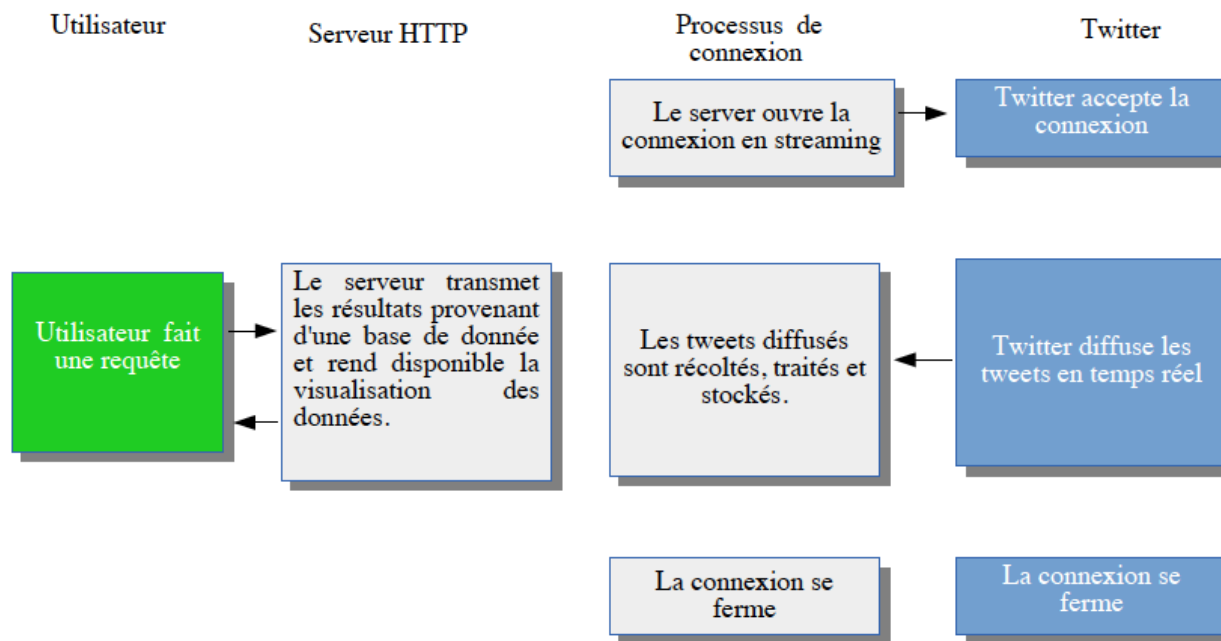 Utilisateur
Serveur HTTP
Processus de
connexion
Twitter
Le server ouvre la
connexion en streaming
Twitter accepte la
connexion
Utilisateur fait
une requête
Le serveur transmet
les résultats provenant
d'une base de donnée
et rend disponible la
visualisation des
données.
Les tweets diffusés
sont récoltés, traités et
stockés.
Twitter diffuse les
tweets en temps réel
La connexion se
ferme
La connexion se
ferme